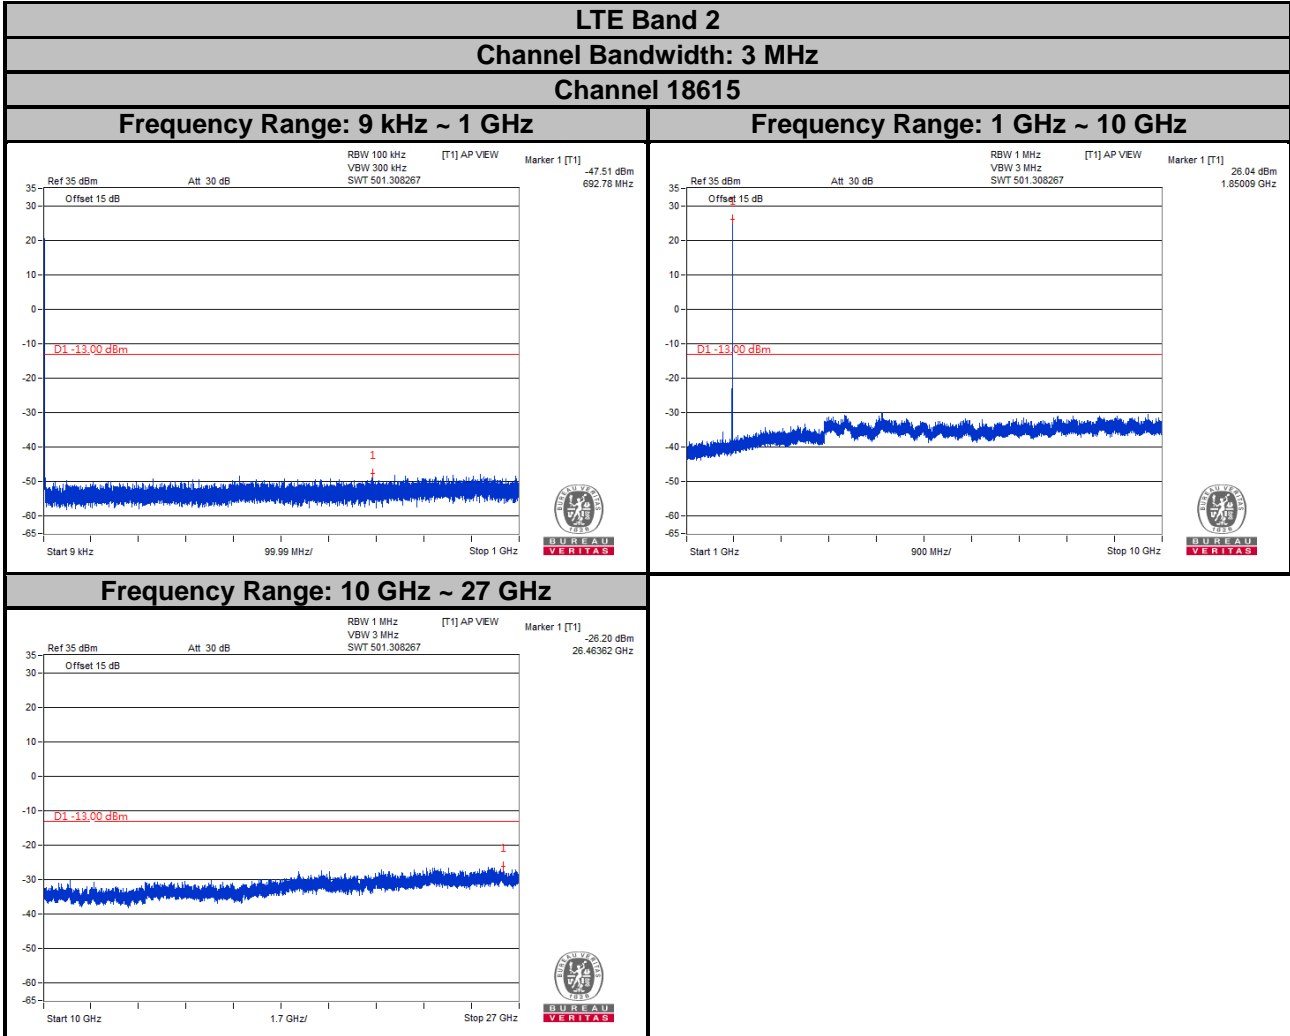 LTE Band 2
Channel Bandwidth: 3 MHz
Channel 18615
Frequency Range: 9 kHz ~ 1 GHz
RBW 100 kHz [T1] AP VIEW
VBW 300 kHz
SWT 501.308267
Marker 1 [T1]
-47.51 dBm
692.78 MHz
Ref 35 dBm Att 30 dB
Offset 15 dB
35
30
20
10
0
-10
D1 -13.00 dBm
-20
-30
-40
1
-50
-60
-65
Start 9 kHz 99.99 MHz/ Stop 1 GHz
BUREAU VERITAS
1828
BUREAU
VERITAS
Frequency Range: 1 GHz ~ 10 GHz
RBW 1 MHz [T1] AP VIEW
VBW 3 MHz
SWT 501.308267
Marker 1 [T1]
26.04 dBm
1.85009 GHz
Ref 35 dBm Att 30 dB
Offset 15 dB
1
35
30
20
10
0
-10
D1 -13.00 dBm
-20
-30
-40
-50
-60
-65
Start 1 GHz 900 MHz/ Stop 10 GHz
BUREAU VERITAS
1828
BUREAU
VERITAS
Frequency Range: 10 GHz ~ 27 GHz
RBW 1 MHz [T1] AP VIEW
VBW 3 MHz
SWT 501.308267
Marker 1 [T1]
-26.20 dBm
26.46362 GHz
Ref 35 dBm Att 30 dB
Offset 15 dB
35
30
20
10
0
-10
D1 -13.00 dBm
-20
1
-30
-40
-50
-60
-65
Start 10 GHz 1.7 GHz/ Stop 27 GHz
BUREAU VERITAS
1828
BUREAU
VERITAS